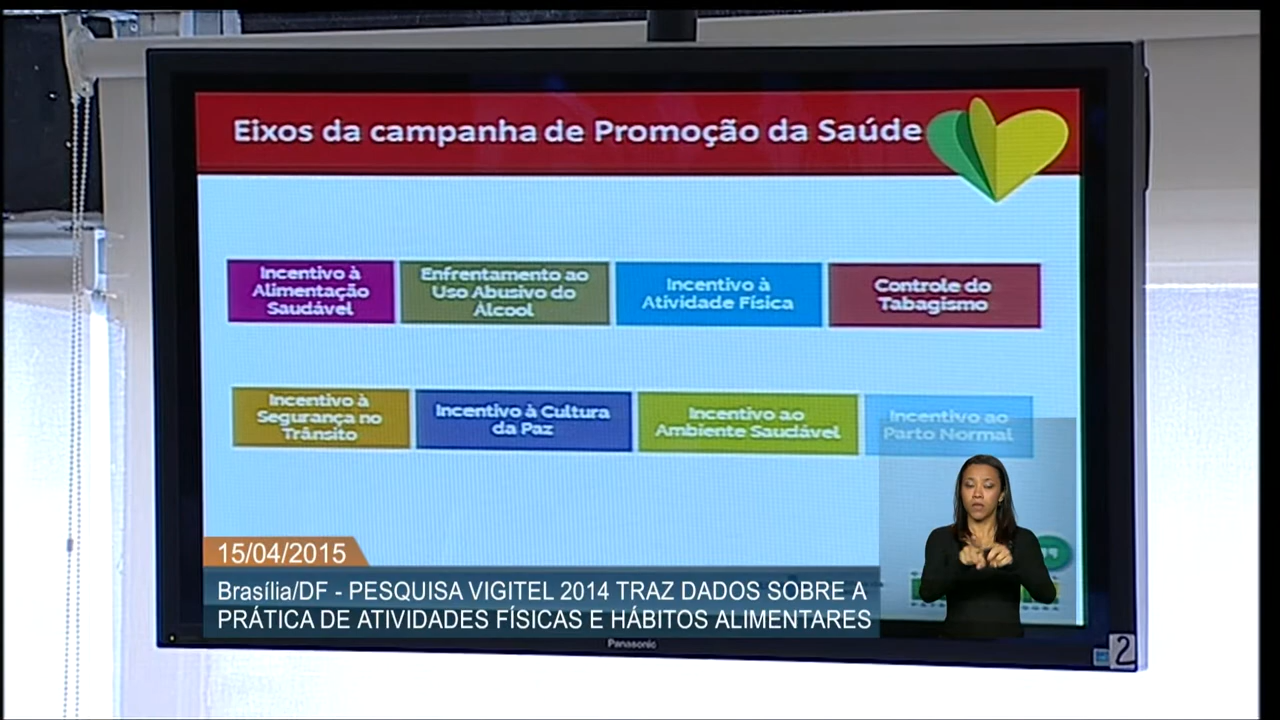 Eixos da campanha de Promoção da Saúde
Incentivo à
Alimentação
Saudável
Enfrentamento ao
Uso Abusivo do
Álcool
Incentivo à
Atividade Física
Controle do
Tabagismo
Incentivo à
Segurança no
Trânsito
Incentivo à Cultura
da Paz
Incentivo ao
Ambiente Saudável
Incentivo ao
Parto Normal
15/04/2015
Brasília/DF - PESQUISA VIGITEL 2014 TRAZ DADOS SOBRE A
PRÁTICA DE ATIVIDADES FÍSICAS E HÁBITOS ALIMENTARES
Panasonic
2